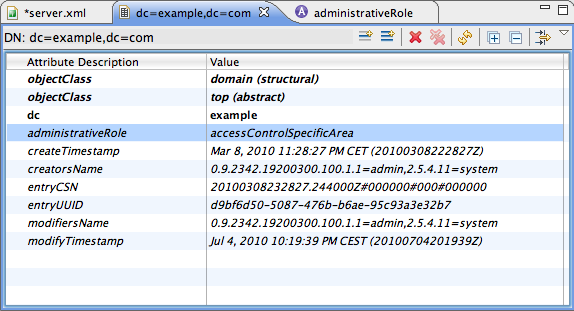 *server.xml dc=example,dc=com administrativeRole
DN: dc=example,dc=com
Attribute Description Value
objectClass domain (structural)
objectClass top (abstract)
dc example
administrativeRole accessControlSpecificArea
createTimestamp Mar 8, 2010 11:28:27 PM CET (20100308222827Z)
creatorsName 0.9.2342.19200300.100.1.1=admin,2.5.4.11=system
entryCSN 20100308232827.244000Z#000000#000#000000
entryUUID d9bf6d50-5087-476b-b6ae-95c93a3e32b7
modifiersName 0.9.2342.19200300.100.1.1=admin,2.5.4.11=system
modifyTimestamp Jul 4, 2010 10:19:39 PM CEST (20100704201939Z)